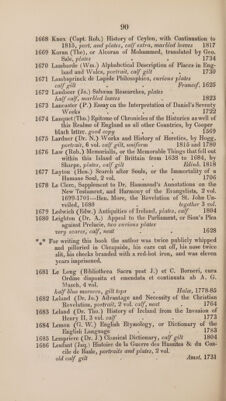 90
1668 Knox (Capt. Rob.) History of Ceylon, with Continuation to
1815, port. and plates, calf extra, marbled leaves 1817
1669 Koran (The), or Alcoran of Mohammed, translated by Geo.
Sale, plates 1734
1670 Lambarde (Wm.) Alphabetical Description of Places in Eng-
land and Wales, portrait, calf gilt 1730
1671 Laubspinei de Lapide Philosophico, curious plates
calf gilt Francof. 1625
1672 Landseer (Jo.) Sabæan Researches, plates
half calf, marbled leaves 1823
1673 Lancaster (P.) Essay on the Interpretation of Daniel's Seventy
Weeks 1722
1674 Lanquet (Tho.) Epitome of Chronicles of the Histories as well of
this Realme of England as all other Countries, by Cooper
black letter, good copy 1569
1675 Lardner (Dr. N.) Works and History of Heretics, by Hogg,
portrait, 6 vol. calf gilt, uniform 1815 and 1780
1676 Law (Rob.) Memorialls, or the Memorable Things that fell out
within this Island of Brittain from 1638 to 1684, by
Sharpe, plates, calf gilt Edinb. 1818
1677 Layton (Hen.) Search after Souls, or the Immortality of a
Humane Soul, 2 vol. 1706
1678 Le Clerc, Supplement to Dr. Hammond's Annotations on the
New Testament, and Harmony of the Evangelists, 2 vol.
1699-1701—Hen. More, the Revelation of St. John Un-
veiled, 1680 together 3 vol.
1679 Ledwich (Edw.) Antiquities of Ireland, plates, calf 1804
1680 Leighton (Dr. A.) Appeal to the Parliament, or Sion's Plea
against Prelacie, two curious plates
very scarce, calf, neat 1628
*** For writing this book the author was twice publicly whipped
and pilloried in Cheapside, his ears cut off, his nose twice
slit, his cheeks branded with a red-hot iron, and was eleven
years imprisoned.
1681 Le Long (Bibliotheca Sacra post J.) et C. Borneri, cura
Ordine disposita et emendata et continuata ab A. G.
Masch, 4 vol.
half blue morocco, gilt tops Halæ, 1778-85
1682 Leland (Dr. Jo.) Advantage and Necessity of the Christian
Revelation, portrait, 2 vol. calf, neat 1764
1683 Leland (Dr. Tho.) History of Ireland from the Invasion of
Henry II, 3 vol. calf 1773
1684 Lemon (G. W.) English Etymology, or Dictionary of the
English Language 1783
1685 Lempriere (Dr. J.) Classical Dictionary, calf gilt 1804
1686 Lenfant (Jaq.) Histoire de la Guerre des Hussites & du Con-
cile de Basle, portraits and plates, 2 vol.
old calf gilt Amst. 1731